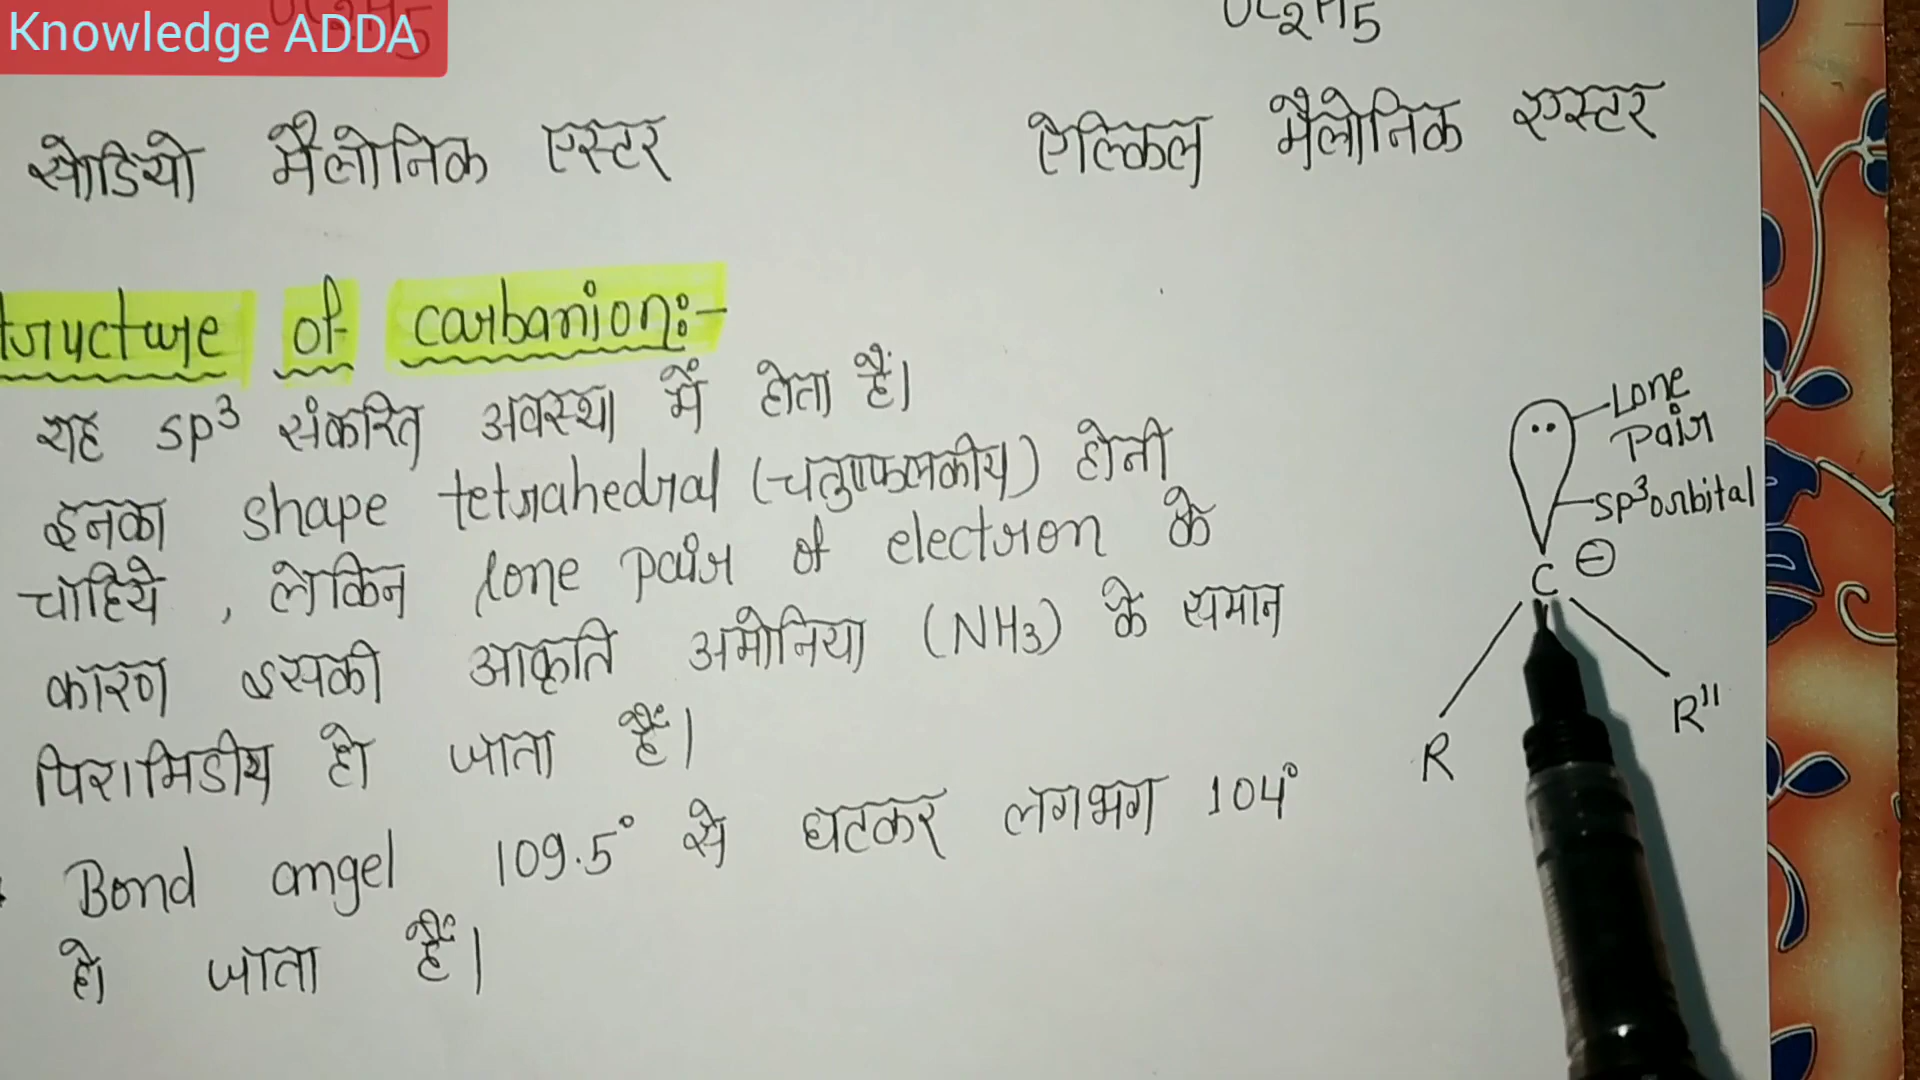 Knowledge ADDA
OC2H5
सोडियो मैलोनिक एस्टर
ऐल्किल मैलोनिक एस्टर
tructure of carbanion:-
यह sp³ संकरित अवस्था में होता हैं।
इनका shape tetrahedral (चतुष्फलकीय) होनी
चाहिये , लेकिन lone pair of electron के
कारण इसकी आकृति अमोनिया (NH3) के समान
पिरामिडीय हो जाता हैं।
Bond angel 109.5° से घटकर लगभग 104°
हो जाता हैं।
Lone
pair
sp³ orbital
C ⊖
R
R"